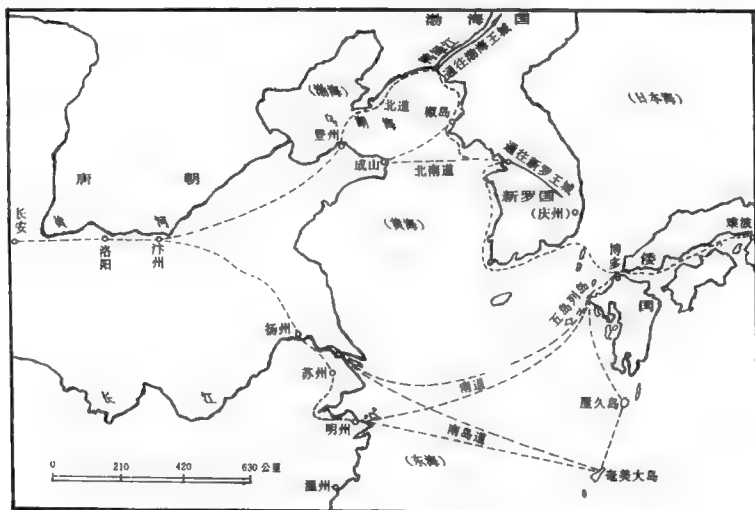 渤海国
鸭绿江
通往渤海王城
(渤海)
(日本海)
北道
椒岛
登州
成山
北南道
通往新罗王城
唐朝
新罗国
(庆州)
长安
黄河
(黄海)
难波
洛阳
汴州
博多
倭国
五岛列岛
扬州
苏州
长江
南道
屋久岛
明州
南岛道
0 210 420 630 公里
(东海)
奄美大岛
温州